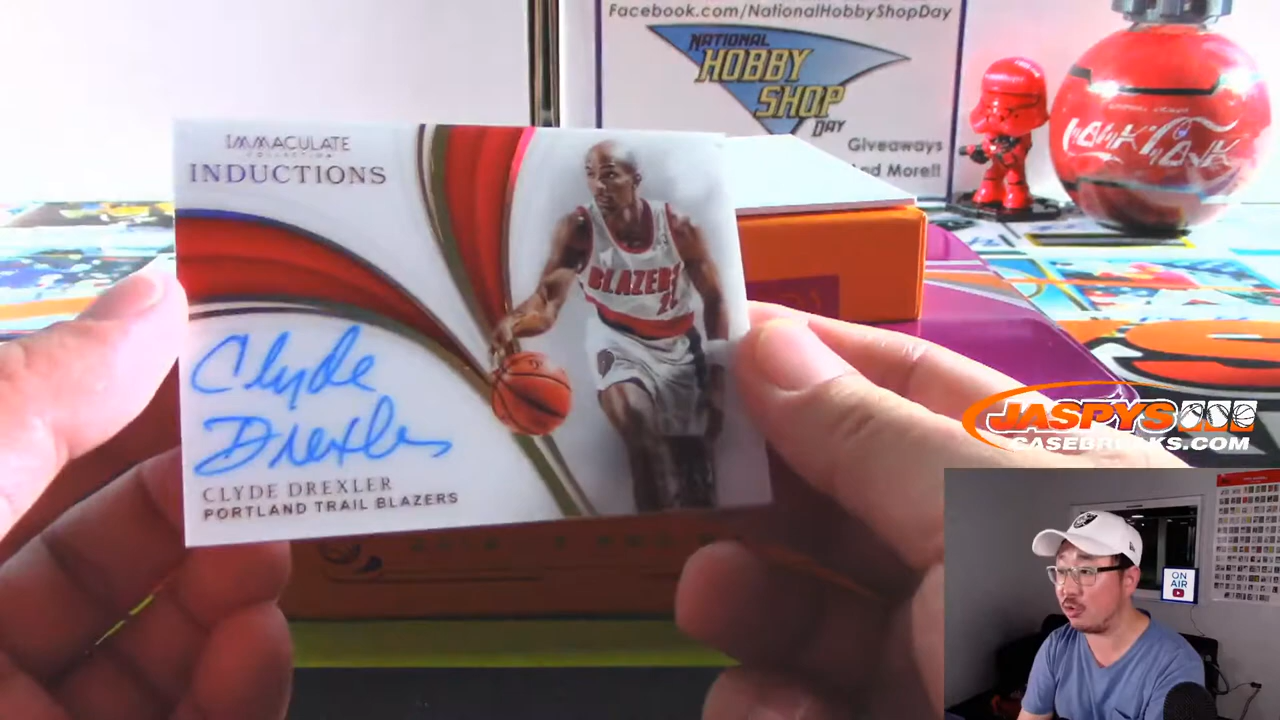 Facebook.com/NationalHobbyShopDay
NATIONAL
HOBBY
SHOP
DAY
Giveaways
nd More!!
IMMACULATE
COLLECTION
INDUCTIONS
BLAZERS
Clyde
Drexler
CLYDE DREXLER
PORTLAND TRAIL BLAZERS
JASPYS
CASEBREAKS.COM
ON
AIR